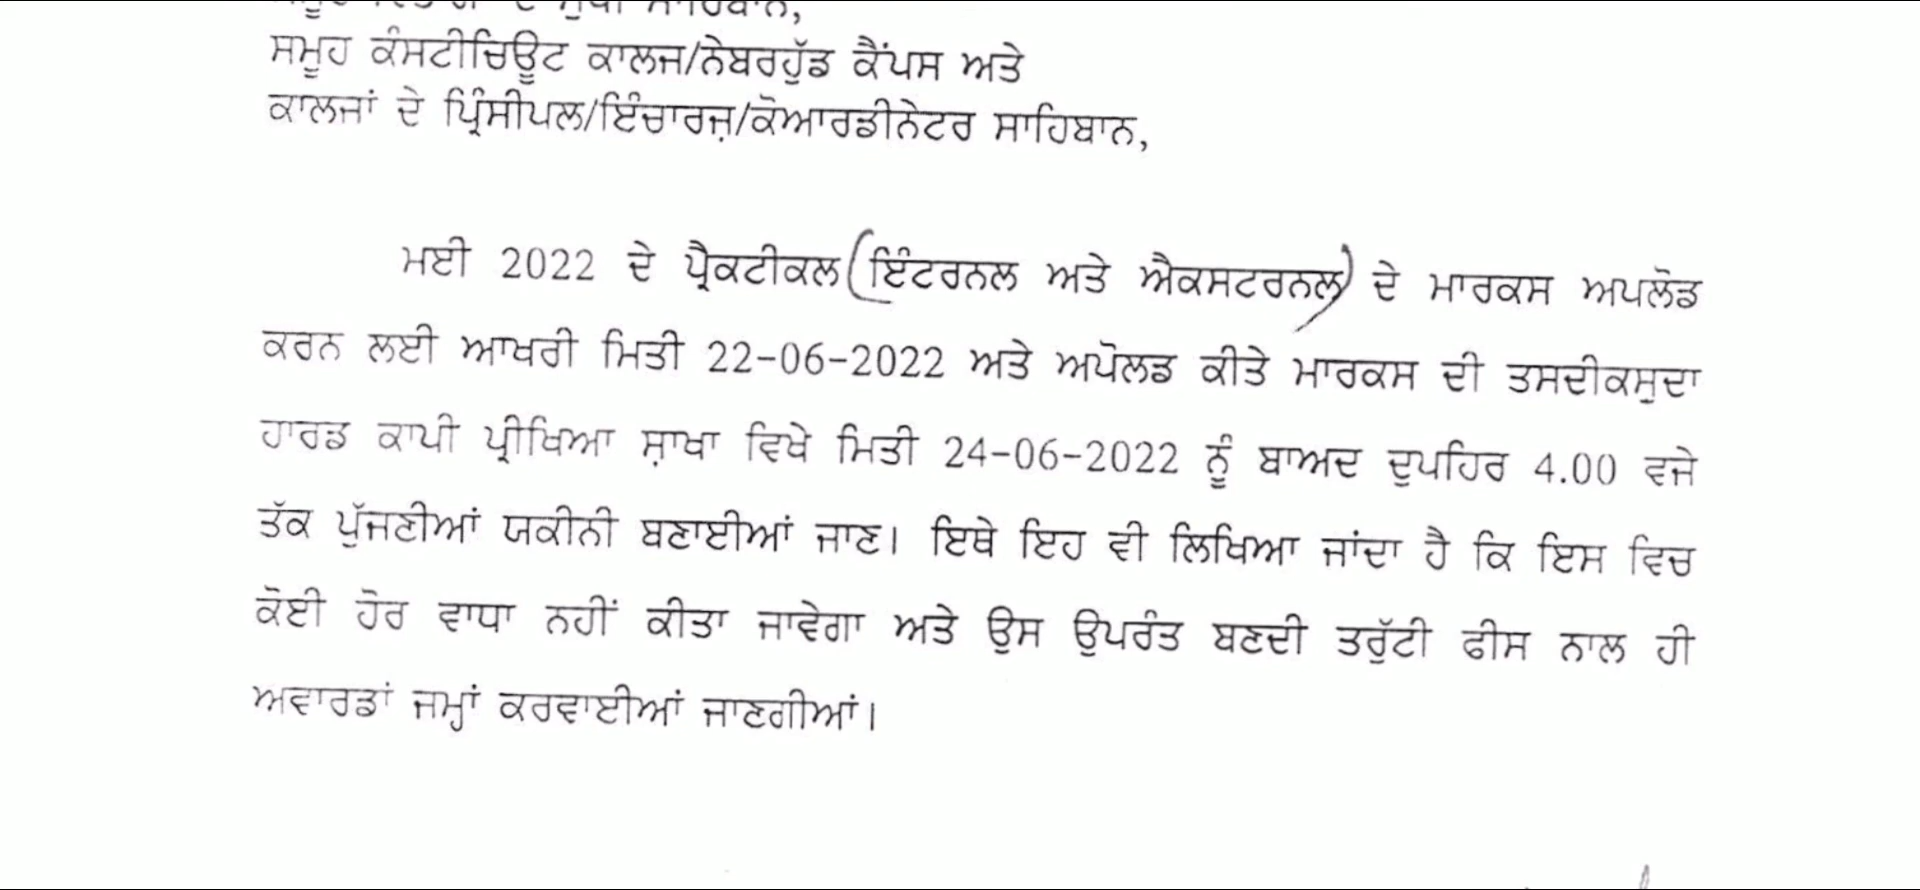 ਸਾਹਿਬਾਨ,
ਸਮੂਹ ਕੰਸਟੀਚਿਊਟ ਕਾਲਜ/ਨੇਬਰਹੁੱਡ ਕੈਂਪਸ ਅਤੇ
ਕਾਲਜਾਂ ਦੇ ਪ੍ਰਿੰਸੀਪਲ/ਇੰਚਾਰਜ਼/ਕੋਆਰਡੀਨੇਟਰ ਸਾਹਿਬਾਨ,
ਮਈ 2022 ਦੇ ਪ੍ਰੈਕਟੀਕਲ (ਇੰਟਰਨਲ ਅਤੇ ਐਕਸਟਰਨਲ) ਦੇ ਮਾਰਕਸ ਅਪਲੋਡ
ਕਰਨ ਲਈ ਆਖਰੀ ਮਿਤੀ 22-06-2022 ਅਤੇ ਅਪੋਲਡ ਕੀਤੇ ਮਾਰਕਸ ਦੀ ਤਸਦੀਕਸੁਦਾ
ਹਾਰਡ ਕਾਪੀ ਪ੍ਰੀਖਿਆ ਸ਼ਾਖਾ ਵਿਖੇ ਮਿਤੀ 24-06-2022 ਨੂੰ ਬਾਅਦ ਦੁਪਹਿਰ 4.00 ਵਜੇ
ਤੱਕ ਪੁੱਜਣੀਆਂ ਯਕੀਨੀ ਬਣਾਈਆਂ ਜਾਣ। ਇਥੇ ਇਹ ਵੀ ਲਿਖਿਆ ਜਾਂਦਾ ਹੈ ਕਿ ਇਸ ਵਿਚ
ਕੋਈ ਹੋਰ ਵਾਧਾ ਨਹੀਂ ਕੀਤਾ ਜਾਵੇਗਾ ਅਤੇ ਉਸ ਉਪਰੰਤ ਬਣਦੀ ਤਰੁੱਟੀ ਫੀਸ ਨਾਲ ਹੀ
ਅਵਾਰਡਾਂ ਜਮ੍ਹਾਂ ਕਰਵਾਈਆਂ ਜਾਣਗੀਆਂ।